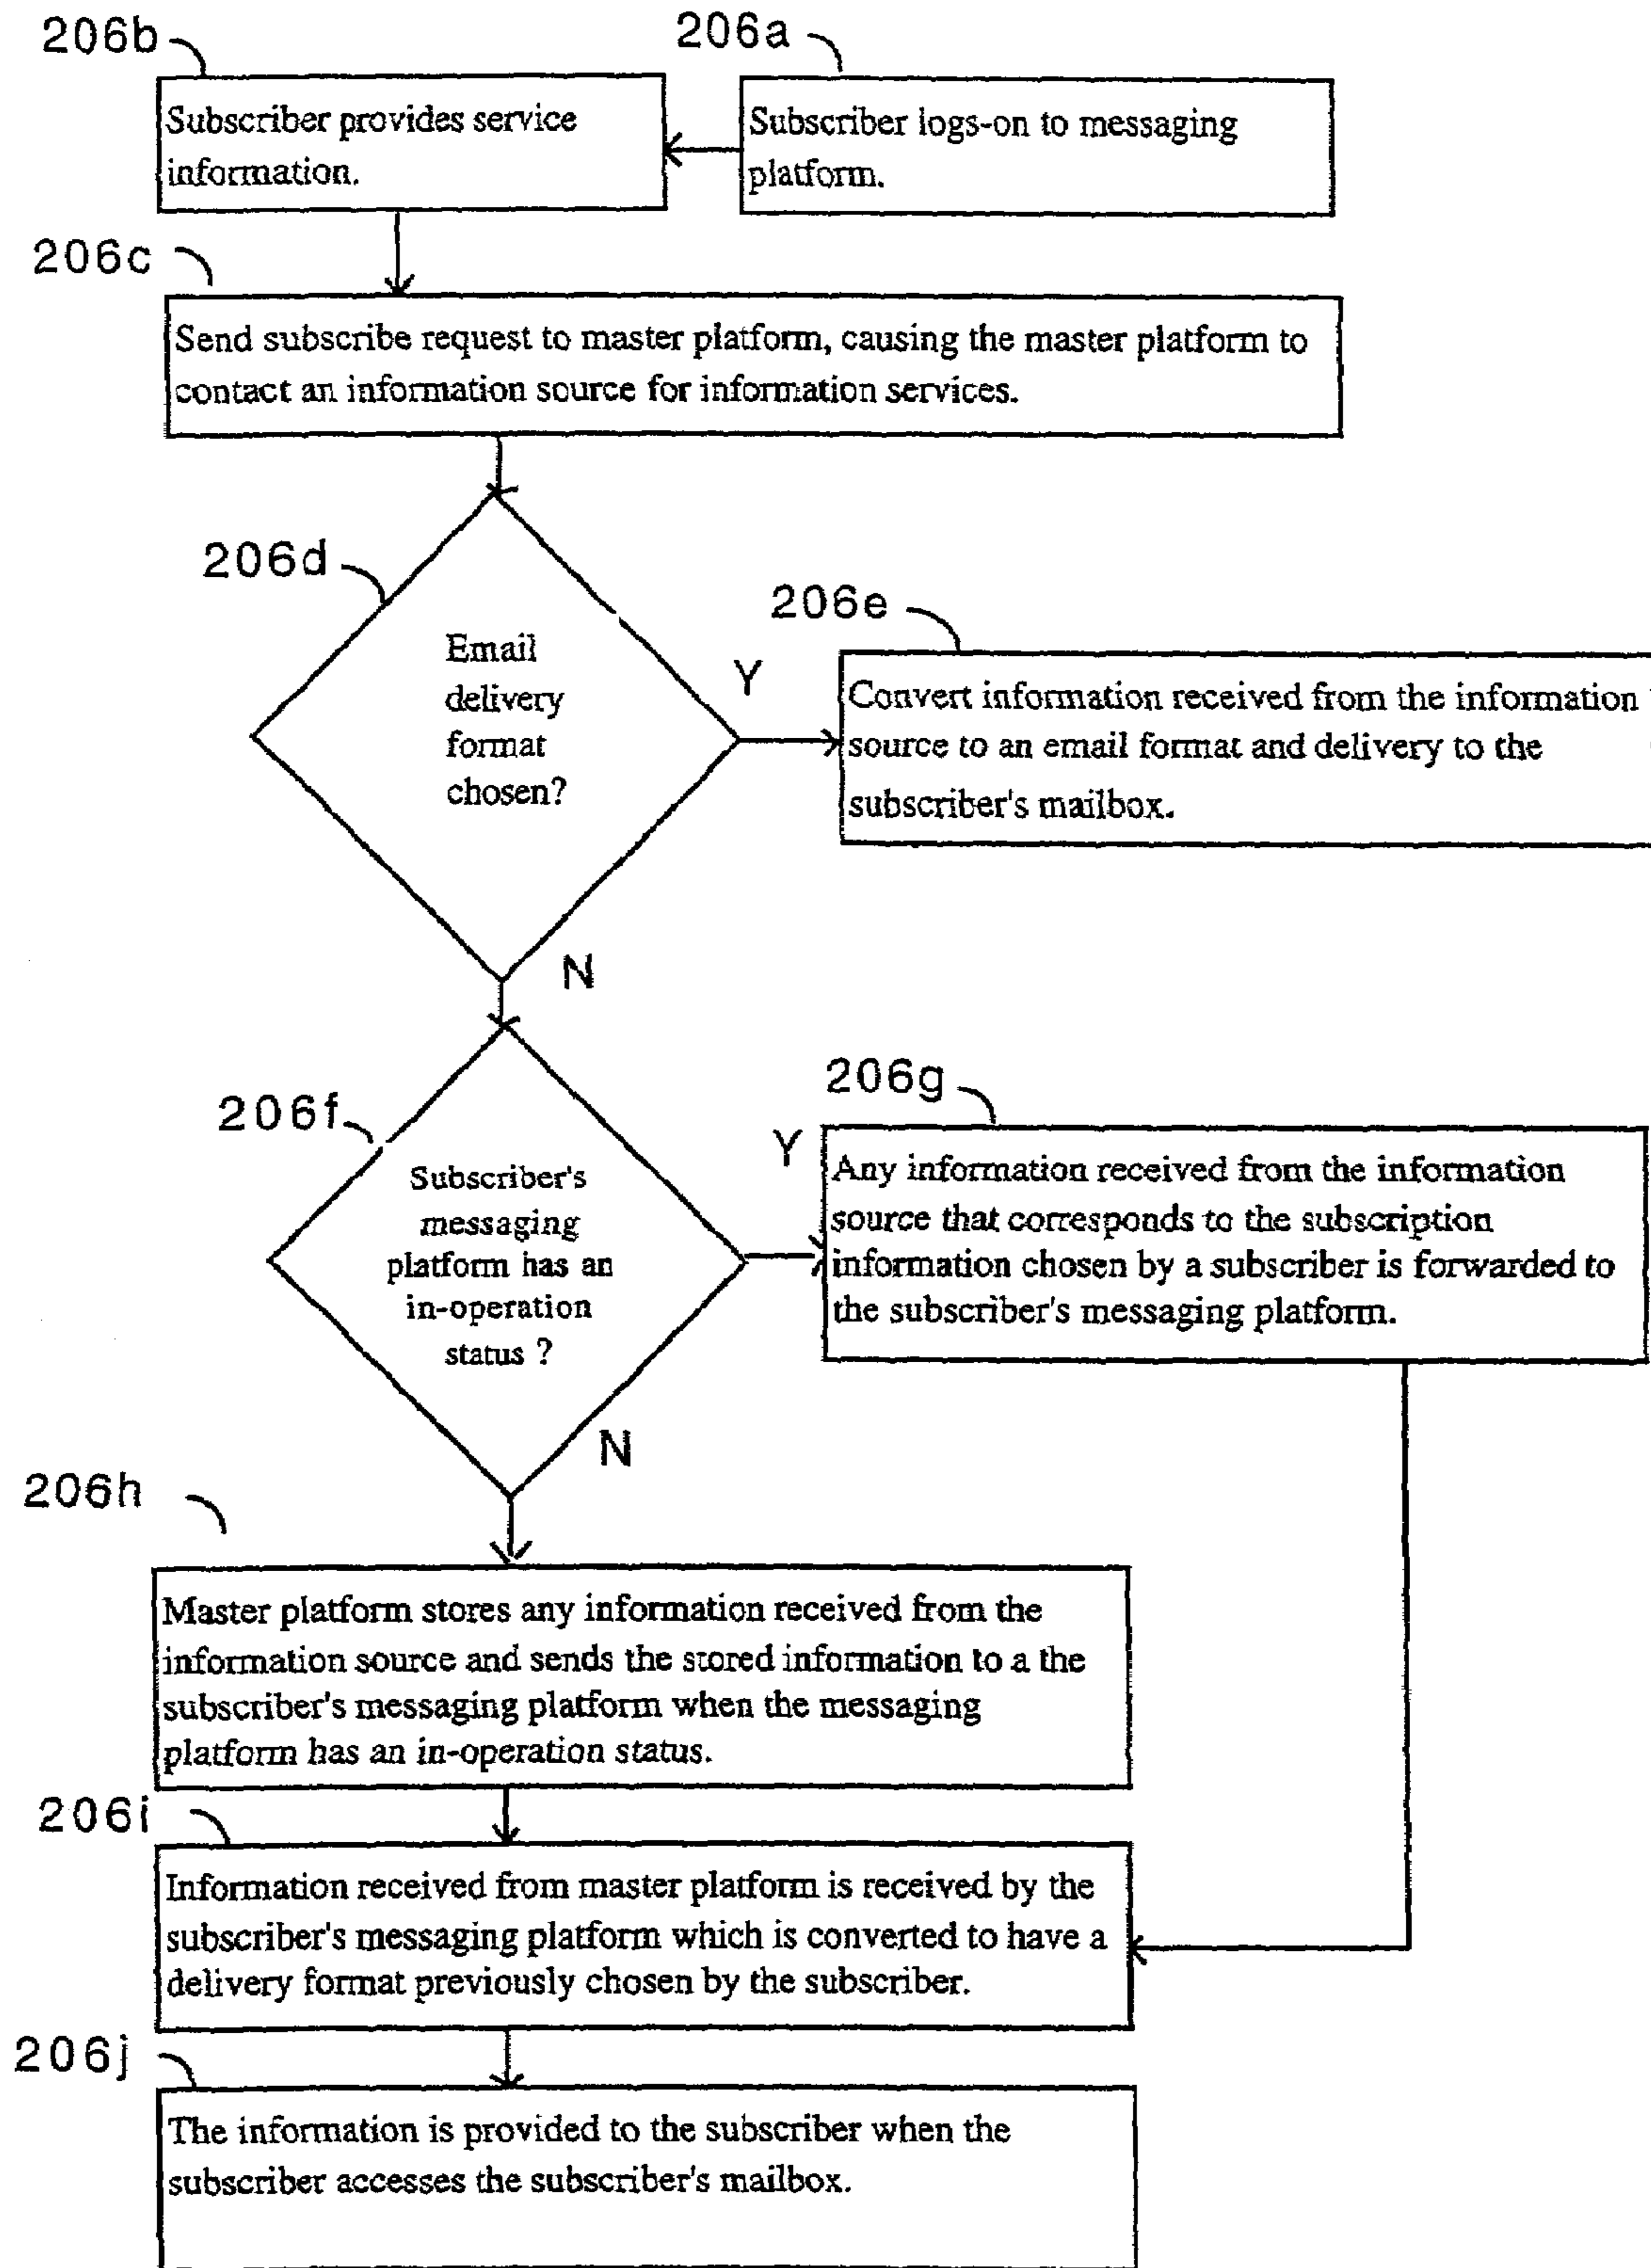 206b
206a
Subscriber provides service
information.
Subscriber logs-on to messaging
platform.
206c
Send subscribe request to master platform, causing the master platform to
contact an information source for information services.
206d
Email
delivery
format
chosen?
Y
206e
Convert information received from the information
source to an email format and delivery to the
subscriber's mailbox.
N
206f
Subscriber's
messaging
platform has an
in-operation
status ?
Y
206g
Any information received from the information
source that corresponds to the subscription
information chosen by a subscriber is forwarded to
the subscriber's messaging platform.
N
206h
Master platform stores any information received from the
information source and sends the stored information to a the
subscriber's messaging platform when the messaging
platform has an in-operation status.
206i
Information received from master platform is received by the
subscriber's messaging platform which is converted to have a
delivery format previously chosen by the subscriber.
206j
The information is provided to the subscriber when the
subscriber accesses the subscriber's mailbox.